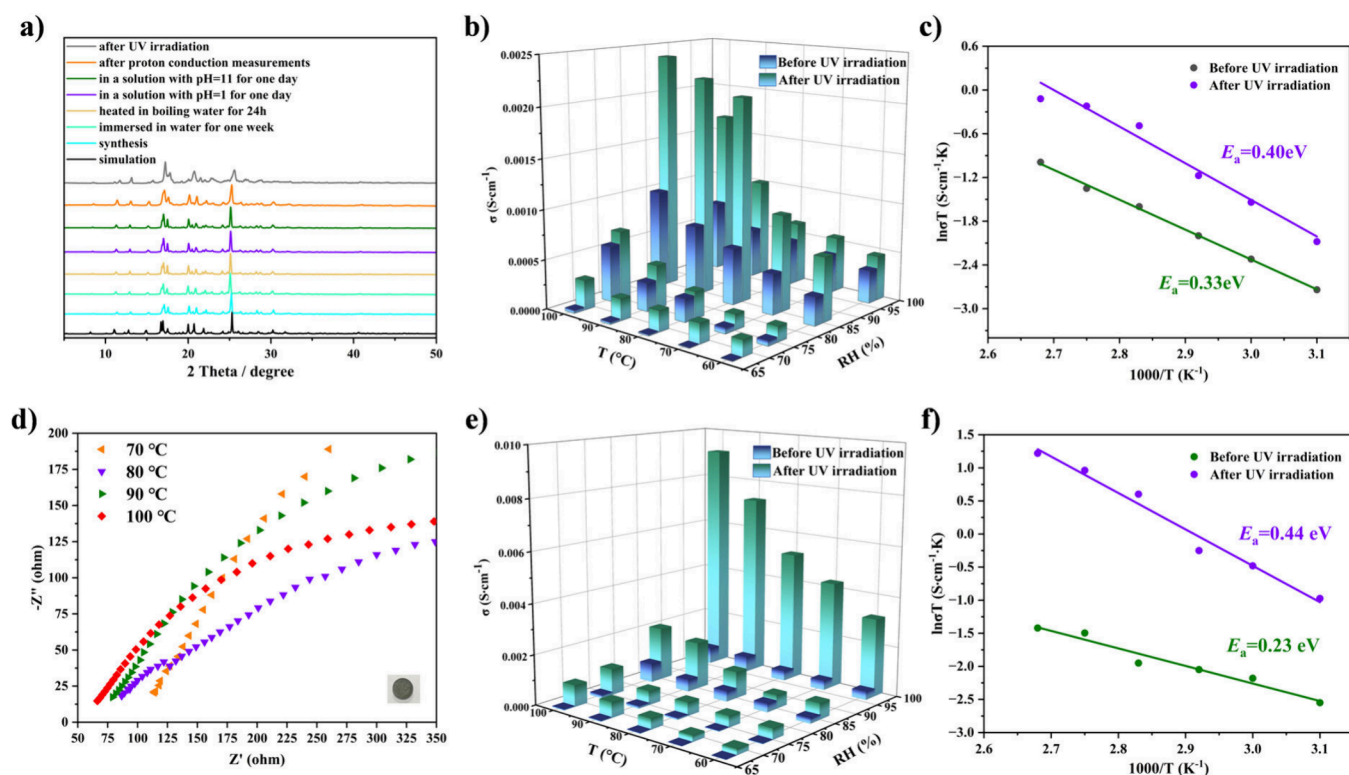 a)
after UV irradiation
after proton conduction measurements
in a solution with pH=11 for one day
in a solution with pH=1 for one day
heated in boiling water for 24h
immersed in water for one week
synthesis
simulation
10 20 30 40 50
2 Theta / degree
b)
Before UV irradiation
After UV irradiation
0.0025
0.0020
0.0015
0.0010
0.0005
0.0000
σ (S·cm⁻¹)
100 90 80 70 60
T (°C)
65 70 75 80 85 90 95 100
RH (%)
c)
Before UV irradiation
After UV irradiation
Eₐ=0.40eV
Eₐ=0.33eV
0.6
0.0
−0.6
−1.2
−1.8
−2.4
−3.0
lnσT (S·cm⁻¹·K)
2.6 2.7 2.8 2.9 3.0 3.1
1000/T (K⁻¹)
d)
70 °C
80 °C
90 °C
100 °C
200
175
150
125
100
75
50
25
0
-Z'' (ohm)
50 75 100 125 150 175 200 225 250 275 300 325 350
Z' (ohm)
e)
Before UV irradiation
After UV irradiation
0.010
0.008
0.006
0.004
0.002
0.000
σ (S·cm⁻¹)
100 90 80 70 60
T (°C)
65 70 75 80 85 90 95 100
RH (%)
f)
Before UV irradiation
After UV irradiation
Eₐ=0.44 eV
Eₐ=0.23 eV
1.5
1.0
0.5
0.0
−0.5
−1.0
−1.5
−2.0
−2.5
−3.0
lnσT (S·cm⁻¹·K)
2.6 2.7 2.8 2.9 3.0 3.1
1000/T (K⁻¹)